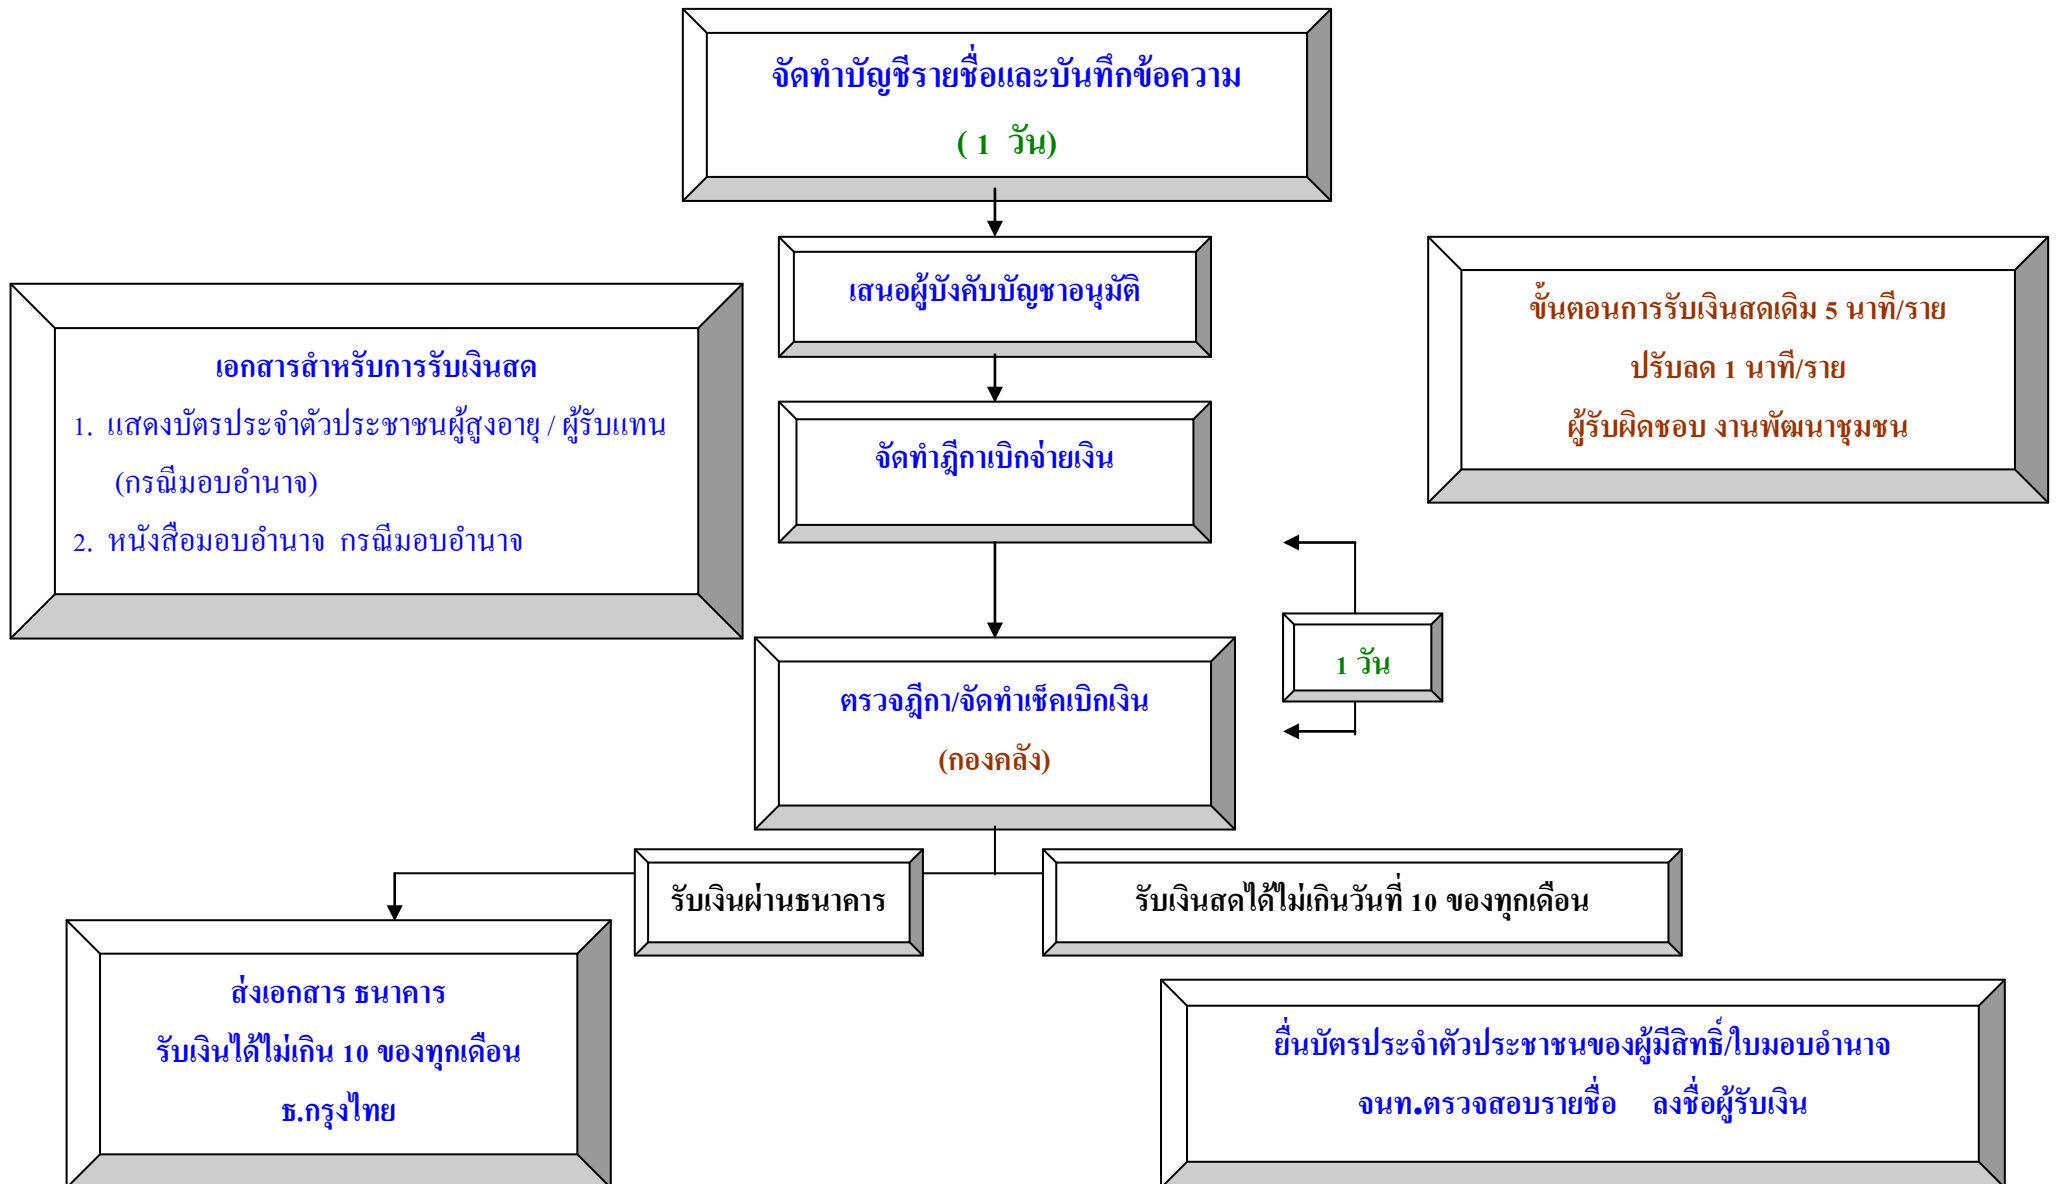 จัดทำบัญชีรายชื่อและบันทึกข้อความ
( 1 วัน)
เสนอผู้บังคับบัญชาอนุมัติ
ขั้นตอนการรับเงินสดเดิม 5 นาที/ราย
ปรับลด 1 นาที/ราย
ผู้รับผิดชอบ งานพัฒนาชุมชน
เอกสารสำหรับการรับเงินสด
1. แสดงบัตรประจำตัวประชาชนผู้สูงอายุ / ผู้รับแทน
(กรณีมอบอำนาจ)
2. หนังสือมอบอำนาจ กรณีมอบอำนาจ
จัดทำฎีกาเบิกจ่ายเงิน
1 วัน
ตรวจฎีกา/จัดทำเช็คเบิกเงิน
(กองคลัง)
รับเงินผ่านธนาคาร
รับเงินสดได้ไม่เกินวันที่ 10 ของทุกเดือน
ส่งเอกสาร ธนาคาร
รับเงินได้ไม่เกิน 10 ของทุกเดือน
ธ.กรุงไทย
ยื่นบัตรประจำตัวประชาชนของผู้มีสิทธิ์/ใบมอบอำนาจ
จนท.ตรวจสอบรายชื่อ ลงชื่อผู้รับเงิน